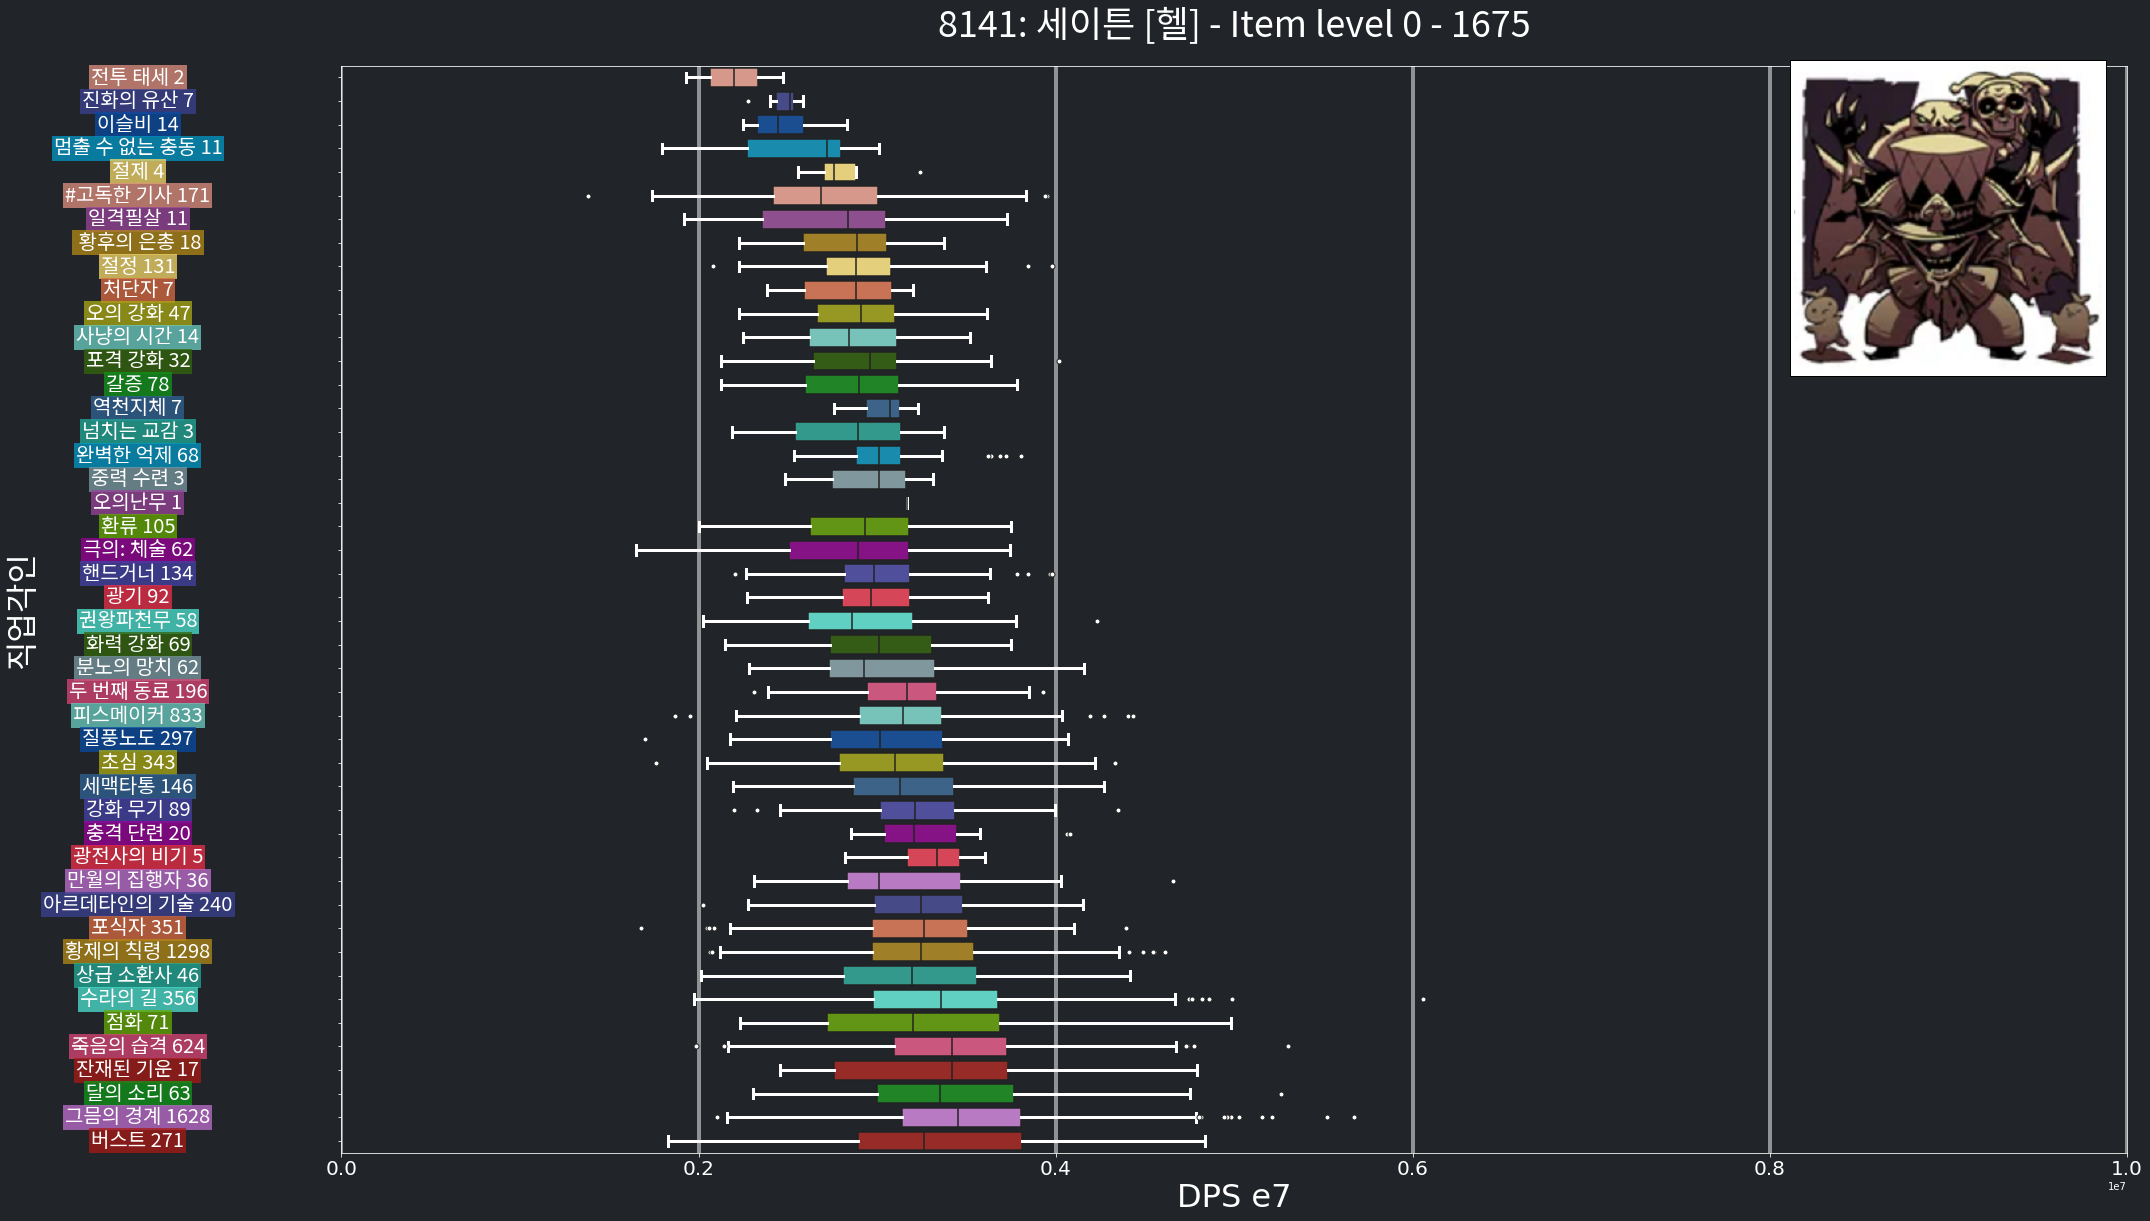 8141: 세이튼 [헬] - Item level 0 - 1675
전투 태세 2
진화의 유산 7
이슬비 14
멈출 수 없는 충동 11
절제 4
#고독한 기사 171
일격필살 11
황후의 은총 18
절정 131
처단자 7
오의 강화 47
사냥의 시간 14
포격 강화 32
갈증 78
역천지체 7
넘치는 교감 3
완벽한 억제 68
중력 수련 3
오의난무 1
환류 105
극의: 체술 62
핸드거너 134
광기 92
권왕파천무 58
화력 강화 69
분노의 망치 62
두 번째 동료 196
피스메이커 833
질풍노도 297
초심 343
세맥타통 146
강화 무기 89
충격 단련 20
광전사의 비기 5
만월의 집행자 36
아르데타인의 기술 240
포식자 351
황제의 칙령 1298
상급 소환사 46
수라의 길 356
점화 71
죽음의 습격 624
잔재된 기운 17
달의 소리 63
그믐의 경계 1628
버스트 271
직업각인
0.0 0.2 0.4 0.6 0.8 1.0
1e7
DPS e7